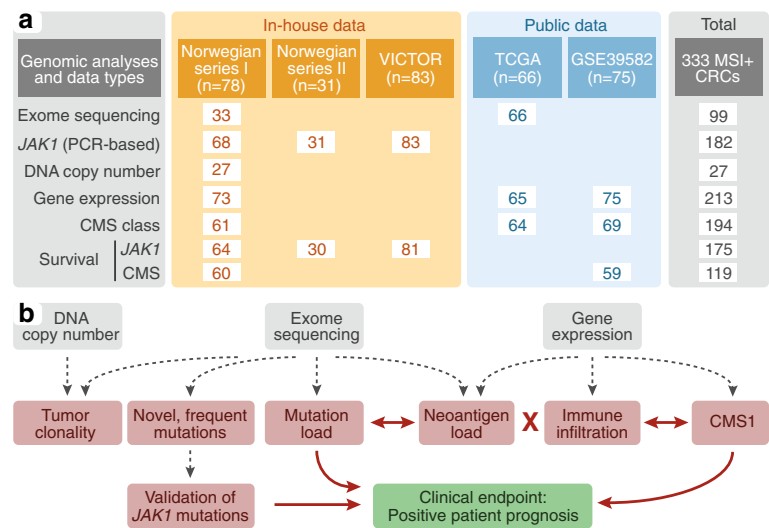 a
In-house data
Public data
Total
Genomic analyses
and data types
Norwegian
series I
(n=78)
Norwegian
series II
(n=31)
VICTOR
(n=83)
TCGA
(n=66)
GSE39582
(n=75)
333 MSI+
CRCs
Exome sequencing 33 66 99
JAK1 (PCR-based) 68 31 83 182
DNA copy number 27 27
Gene expression 73 65 75 213
CMS class 61 64 69 194
Survival JAK1 64 30 81 175
CMS 60 59 119
b
DNA
copy number
Exome
sequencing
Gene
expression
Tumor
clonality
Novel, frequent
mutations
Mutation
load
Neoantigen
load
X
Immune
infiltration
CMS1
Validation of
JAK1 mutations
Clinical endpoint:
Positive patient prognosis